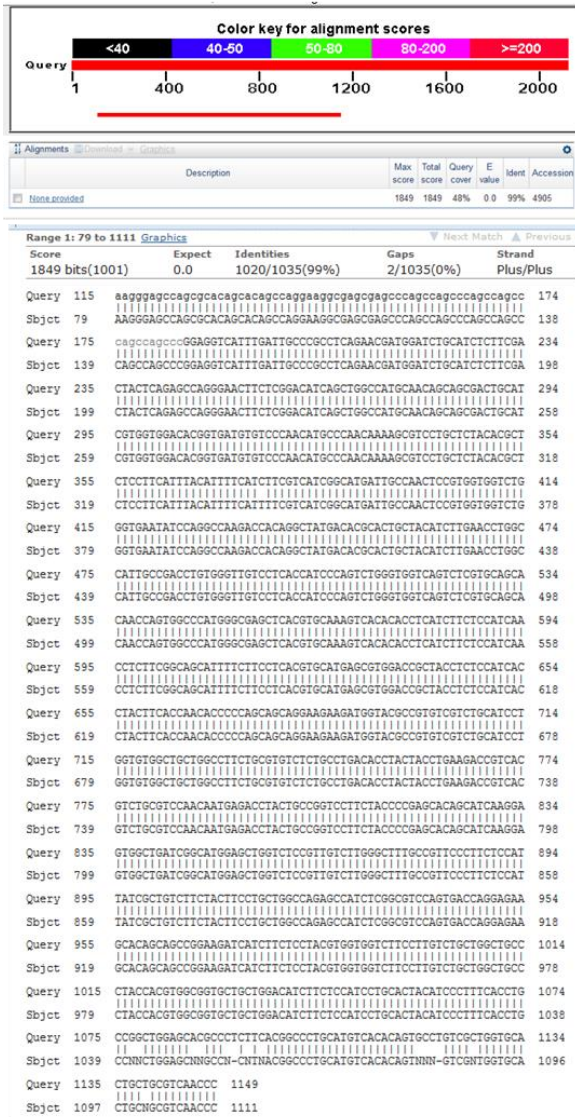 Color key for alignment scores
<40 40-50 50-80 80-200 >=200
Query
1 400 800 1200 1600 2000
Alignments Download Graphics
Description Max score Total score Query cover E value Ident Accession
None provided 1849 1849 48% 0.0 99% 4905
Range 1: 79 to 1111 Graphics Next Match Previous
Score Expect Identities Gaps Strand
1849 bits(1001) 0.0 1020/1035(99%) 2/1035(0%) Plus/Plus
Query 115 aagggagccagcgcacagcacagccaggaaggcgagcgagcccagccagcccagccagcc 174
Sbjct 79 AAGGGAGCCAGCGCACAGCACAGCCAGGAAGGCGAGCGAGCCCAGCCAGCCCAGCCAGCC 138
Query 175 cagccagcccGGAGGTCATTTGATTGCCCGCCTCAGAACGATGGATCTGCATCTCTTCGA 234
Sbjct 139 CAGCCAGCCCGGAGGTCATTTGATTGCCCGCCTCAGAACGATGGATCTGCATCTCTTCGA 198
Query 235 CTACTCAGAGCCAGGGAACTTCTCGGACATCAGCTGGCCATGCAACAGCAGCGACTGCAT 294
Sbjct 199 CTACTCAGAGCCAGGGAACTTCTCGGACATCAGCTGGCCATGCAACAGCAGCGACTGCAT 258
Query 295 CGTGGTGGACACGGTGATGTGTCCCAACATGCCCAACAAAAGCGTCCTGCTCTACACGCT 354
Sbjct 259 CGTGGTGGACACGGTGATGTGTCCCAACATGCCCAACAAAAGCGTCCTGCTCTACACGCT 318
Query 355 CTCCTTCATTTACATTTTCATCTTCGTCATCGGCATGATTGCCAACTCCGTGGTGGTCTG 414
Sbjct 319 CTCCTTCATTTACATTTTCATTTTCGTCATCGGCATGATTGCCAACTCCGTGGTGGTCTG 378
Query 415 GGTGAATATCCAGGCCAAGACCACAGGCTATGACACGCACTGCTACATCTTGAACCTGGC 474
Sbjct 379 GGTGAATATCCAGGCCAAGACCACAGGCTATGACACGCACTGCTACATCTTGAACCTGGC 438
Query 475 CATTGCCGACCTGTGGGTTGTCCTCACCATCCCAGTCTGGGTGGTCAGTCTCGTGCAGCA 534
Sbjct 439 CATTGCCGACCTGTGGGTTGTCCTCACCATCCCAGTCTGGGTGGTCAGTCTCGTGCAGCA 498
Query 535 CAACCAGTGGCCCATGGGCGAGCTCACGTGCAAAGTCACACACCTCATCTTCTCCATCAA 594
Sbjct 499 CAACCAGTGGCCCATGGGCGAGCTCACGTGCAAAGTCACACACCTCATCTTCTCCATCAA 558
Query 595 CCTCTTCGGCAGCATTTTCTTCCTCACGTGCATGAGCGTGGACCGCTACCTCTCCATCAC 654
Sbjct 559 CCTCTTCGGCAGCATTTTCTTCCTCACGTGCATGAGCGTGGACCGCTACCTCTCCATCAC 618
Query 655 CTACTTCACCAACACCCCCAGCAGCAGGAAGAAGATGGTACGCCGTGTCGTCTGCATCCT 714
Sbjct 619 CTACTTCACCAACACCCCCAGCAGCAGGAAGAAGATGGTACGCCGTGTCGTCTGCATCCT 678
Query 715 GGTGTGGCTGCTGGCCTTCTGCGTGTCTCTGCCTGACACCTACTACCTGAAGACCGTCAC 774
Sbjct 679 GGTGTGGCTGCTGGCCTTCTGCGTGTCTCTGCCTGACACCTACTACCTGAAGACCGTCAC 738
Query 775 GTCTGCGTCCAACAATGAGACCTACTGCCGGTCCTTCTACCCCGAGCACAGCATCAAGGA 834
Sbjct 739 GTCTGCGTCCAACAATGAGACCTACTGCCGGTCCTTCTACCCCGAGCACAGCATCAAGGA 798
Query 835 GTGGCTGATCGGCATGGAGCTGGTCTCCGTTGTCTTGGGCTTTGCCGTTCCCTTCTCCAT 894
Sbjct 799 GTGGCTGATCGGCATGGAGCTGGTCTCCGTTGTCTTGGGCTTTGCCGTTCCCTTCTCCAT 858
Query 895 TATCGCTGTCTTCTACTTCCTGCTGGCCAGAGCCATCTCGGCGTCCAGTGACCAGGAGAA 954
Sbjct 859 TATCGCTGTCTTCTACTTCCTGCTGGCCAGAGCCATCTCGGCGTCCAGTGACCAGGAGAA 918
Query 955 GCACAGCAGCCGGAAGATCATCTTCTCCTACGTGGTGGTCTTCCTTGTCTGCTGGCTGCC 1014
Sbjct 919 GCACAGCAGCCGGAAGATCATCTTCTCCTACGTGGTGGTCTTCCTTGTCTGCTGGCTGCC 978
Query 1015 CTACCACGTGGCGGTGCTGCTGGACATCTTCTCCATCCTGCACTACATCCCTTTCACCTG 1074
Sbjct 979 CTACCACGTGGCGGTGCTGCTGGACATCTTCTCCATCCTGCACTACATCCCTTTCACCTG 1038
Query 1075 CCGGCTGGAGCACGCCCTCTTCACGGCCCTGCATGTCACACAGTGCCTGTCGCTGGTGCA 1134
Sbjct 1039 CCNNCTGGAGCNNGCCN-CNTNACGGCCCTGCATGTCACACAGTNNN-GTCGNTGGTGCA 1096
Query 1135 CTGCTGCGTCAACCC 1149
Sbjct 1097 CTGCNGCGTCAACCC 1111